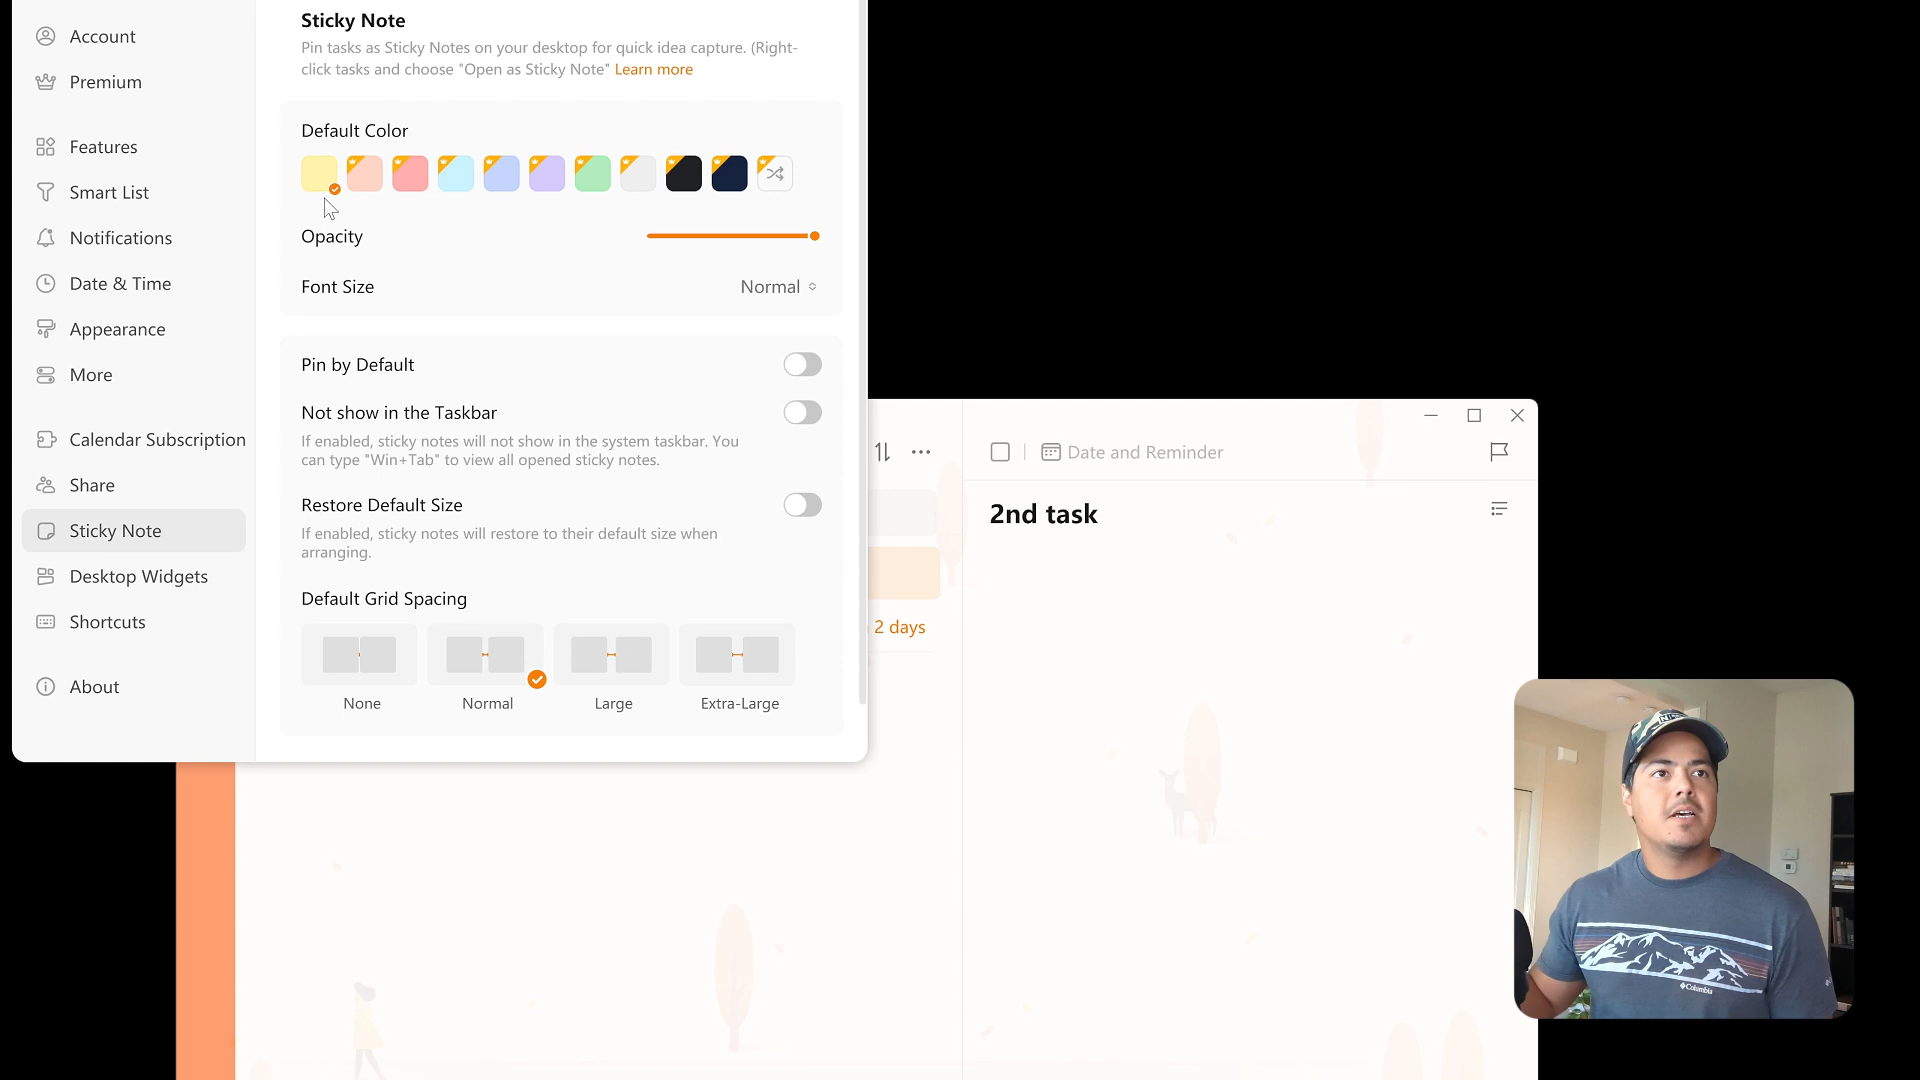 Account
Premium
Features
Smart List
Notifications
Date & Time
Appearance
More
Calendar Subscription
Share
Sticky Note
Desktop Widgets
Shortcuts
About
Sticky Note
Pin tasks as Sticky Notes on your desktop for quick idea capture. (Right-
click tasks and choose "Open as Sticky Note" Learn more
Default Color
Opacity
Font Size
Normal
Pin by Default
Not show in the Taskbar
If enabled, sticky notes will not show in the system taskbar. You
can type "Win+Tab" to view all opened sticky notes.
Restore Default Size
If enabled, sticky notes will restore to their default size when
arranging.
Default Grid Spacing
None
Normal
Large
Extra-Large
2 days
Date and Reminder
2nd task
Columbia